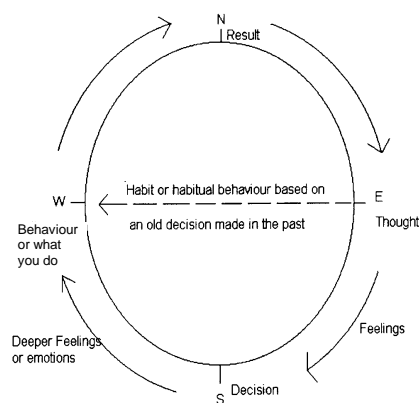 N
Result
Habit or habitual behaviour based on
an old decision made in the past
W
E
Thought
Behaviour
or what
you do
Feelings
Deeper Feelings
or emotions
Decision
S